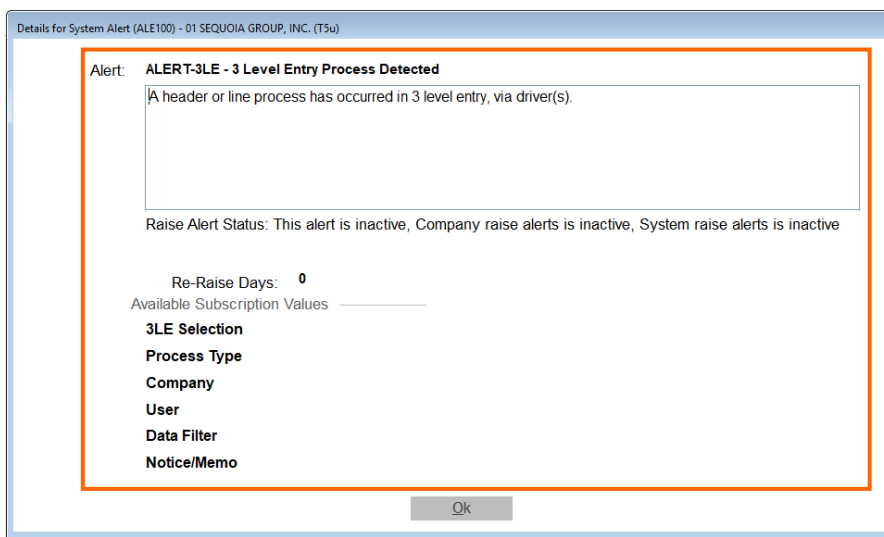 Details for System Alert (ALE100) - 01 SEQUOIA GROUP, INC. (T5u)
Alert: ALERT-3LE - 3 Level Entry Process Detected
A header or line process has occurred in 3 level entry, via driver(s).
Raise Alert Status: This alert is inactive, Company raise alerts is inactive, System raise alerts is inactive
Re-Raise Days: 0
Available Subscription Values
3LE Selection
Process Type
Company
User
Data Filter
Notice/Memo
Ok